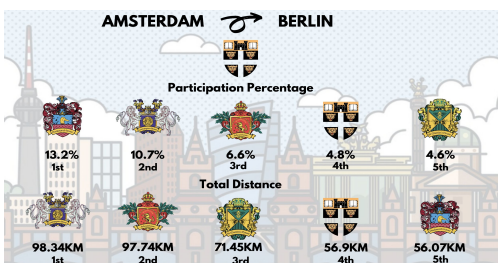 AMSTERDAM BERLIN
Participation Percentage
13.2% 10.7% 6.6% 4.8% 4.6%
1st 2nd 3rd 4th 5th
Total Distance
98.34KM 97.74KM 71.45KM 56.9KM 56.07KM
1st 2nd 3rd 4th 5th